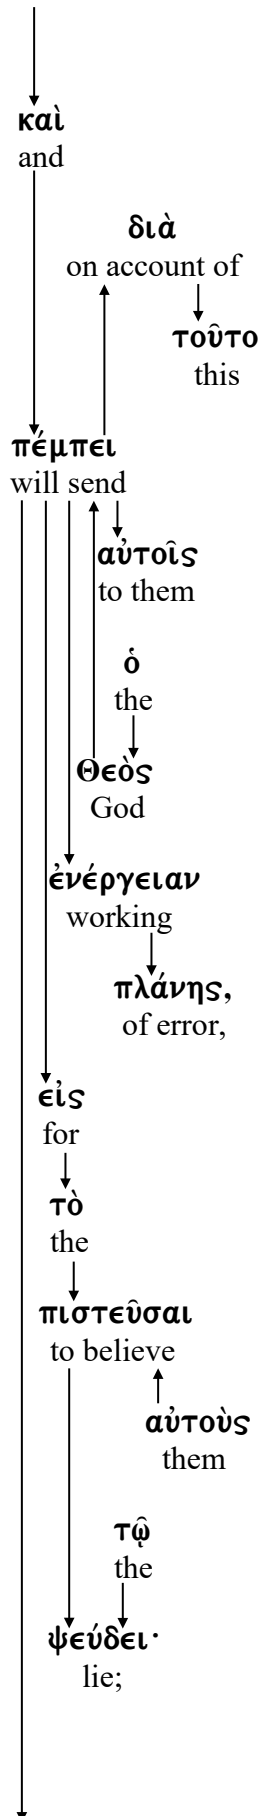 καὶ
and
διὰ
on account of
τοῦτο
this
πέμπει
will send
αὐτοῖς
to them
ὁ
the
Θεὸς
God
ἐνέργειαν
working
πλάνης,
of error,
εἰς
for
τὸ
the
πιστεῦσαι
to believe
αὐτοὺς
them
τῷ
the
ψεύδει·
lie;